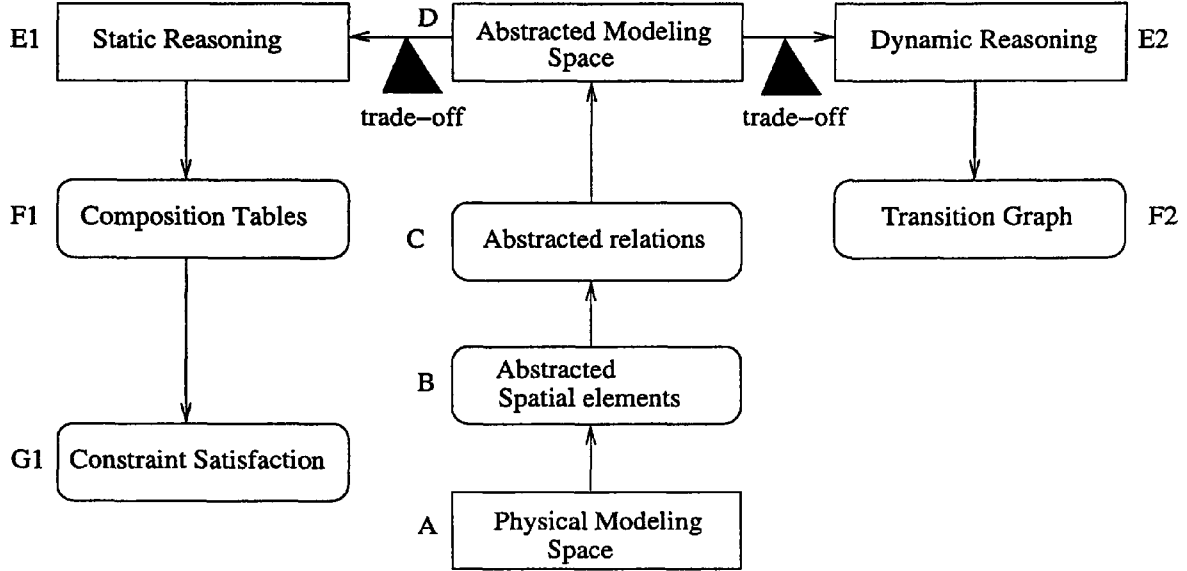 E1
Static Reasoning
D
Abstracted Modeling
Space
Dynamic Reasoning
E2
trade-off
trade-off
F1
Composition Tables
C
Abstracted relations
Transition Graph
F2
B
Abstracted
Spatial elements
G1
Constraint Satisfaction
A
Physical Modeling
Space